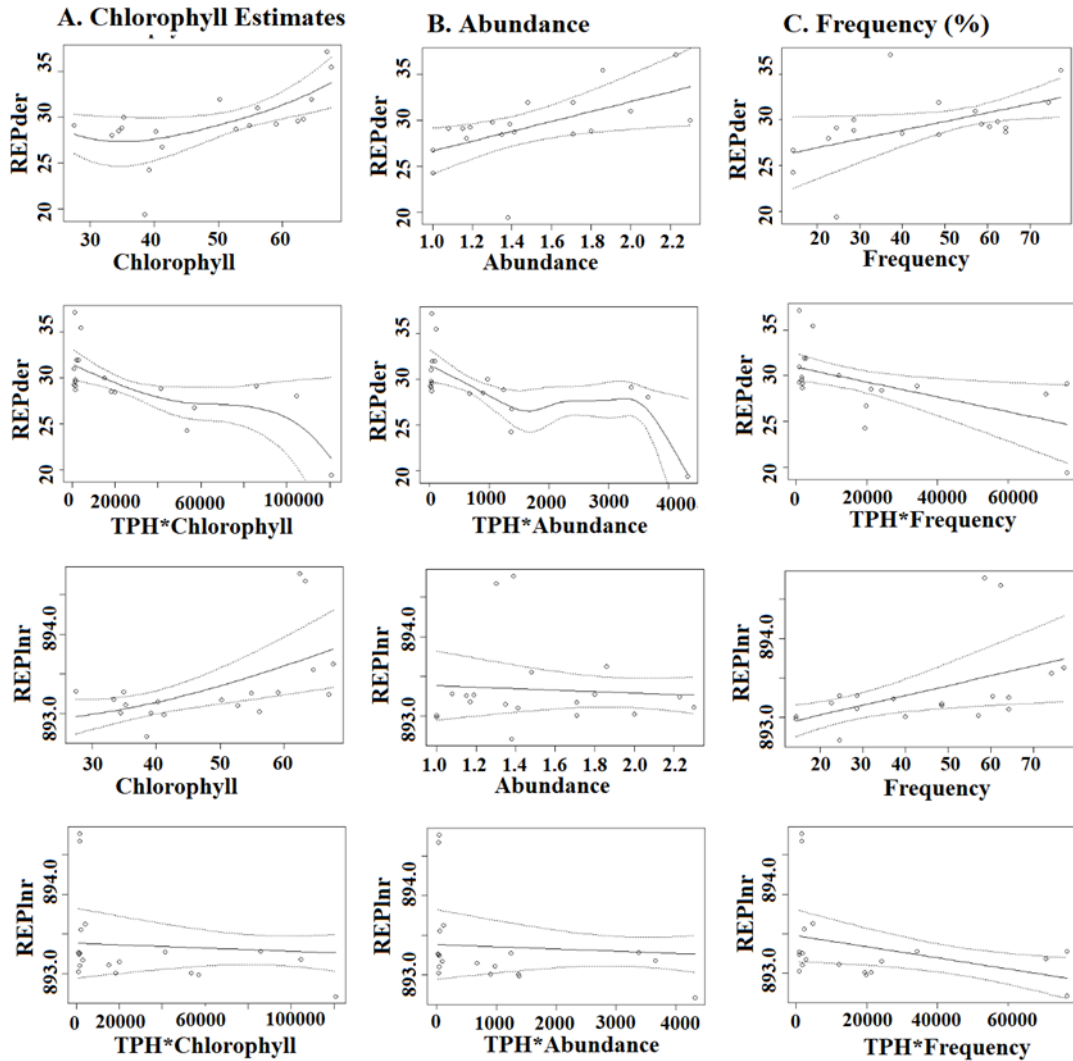 A. Chlorophyll Estimates
B. Abundance
C. Frequency (%)
REPder
20 25 30 35
30 40 50 60
Chlorophyll
REPder
20 25 30 35
1.0 1.2 1.4 1.6 1.8 2.0 2.2
Abundance
REPder
20 25 30 35
20 30 40 50 60 70
Frequency
REPder
20 25 30 35
0 20000 60000 100000
TPH*Chlorophyll
REPder
20 25 30 35
0 1000 2000 3000 4000
TPH*Abundance
REPder
20 25 30 35
0 20000 40000 60000
TPH*Frequency
REPlnr
893.0 894.0
30 40 50 60
Chlorophyll
REPlnr
893.0 894.0
1.0 1.2 1.4 1.6 1.8 2.0 2.2
Abundance
REPlnr
893.0 894.0
20 30 40 50 60 70
Frequency
REPlnr
893.0 894.0
0 20000 60000 100000
TPH*Chlorophyll
REPlnr
893.0 894.0
0 1000 2000 3000 4000
TPH*Abundance
REPlnr
893.0 894.0
0 20000 40000 60000
TPH*Frequency